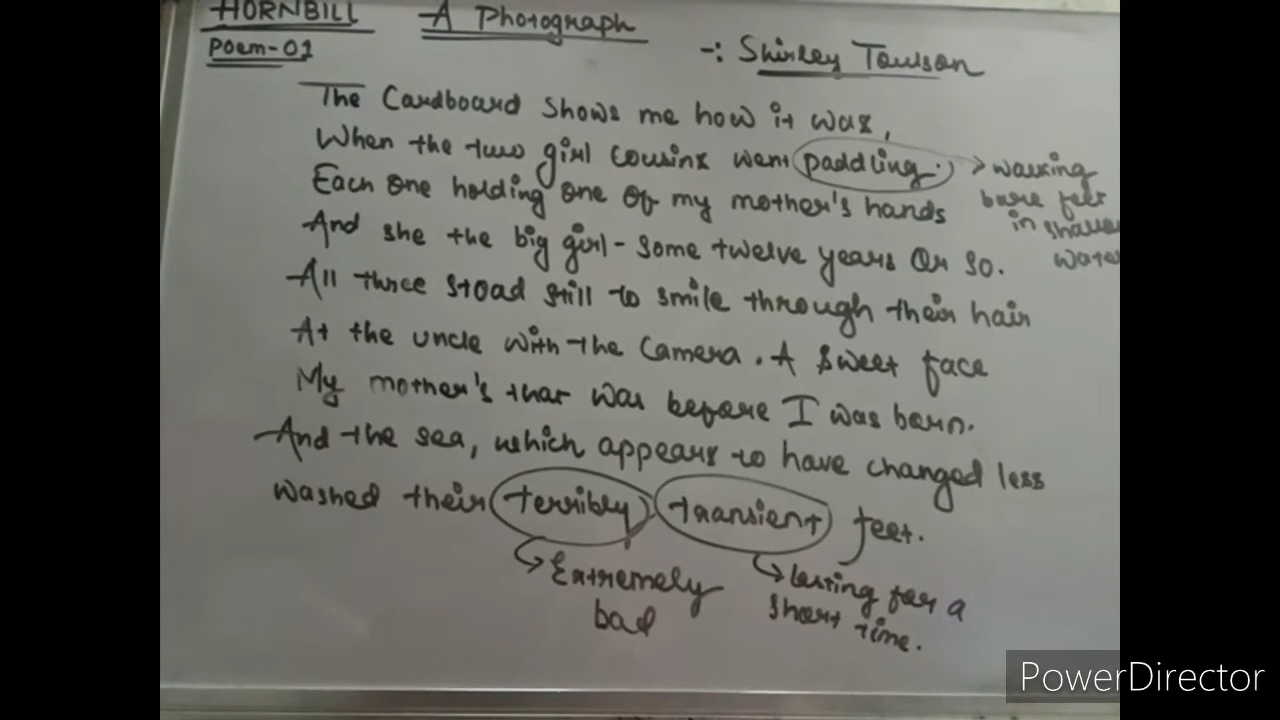 HORNBILL
A Photograph
Poem-01
-: Shirley Toulson
The Cardboard Shows me how it was,
When the two girl cousins went paddling.
→ walking bare feet in shallow water
Each one holding one of my mother's hands
And she the big girl - some twelve years or so.
All three stood still to smile through their hair
At the uncle with the camera. A sweet face
My mother's that was before I was born.
And the sea, which appears to have changed less
washed their terribly transient feet.
→ Extremely bad
→ lasting for a short time.
PowerDirector